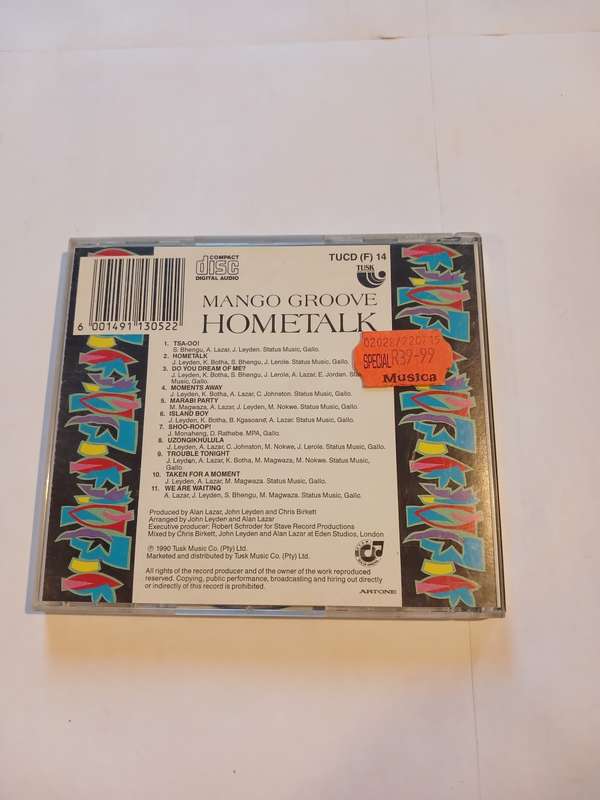 COMPACT
disc
DIGITAL AUDIO
TUCD (F) 14
TUSK
6 001491 130522
MANGO GROOVE
HOMETALK
SPECIAL R39-99
Musica
1. TSA-OO!
S. Bhengu, A. Lazar, J. Leyden. Status Music, Gallo.
2. HOMETALK
J. Leyden, K. Botha, S. Bhengu, J. Lerole. Status Music, Gallo.
3. DO YOU DREAM OF ME?
J. Leyden, K. Botha, S. Bhengu, J. Lerole, A. Lazar, E. Jordan.
Music, Gallo.
4. MOMENTS AWAY
J. Leyden, K. Botha, A. Lazar, C. Johnston. Status Music, Gallo.
5. MARABI PARTY
M. Magwaza, A. Lazar, J. Leyden, M. Nokwe. Status Music, Gallo.
6. ISLAND BOY
J. Leyden, K. Botha, B. Kgasoane, A. Lazar. Status Music, Gallo.
7. SHOO-ROOP!
J. Monaheng, D. Rathebe. MPA, Gallo.
8. UZONGIKHULULA
J. Leyden, A. Lazar, C. Johnston, M. Nokwe, J. Lerole. Status Music, Gallo.
9. TROUBLE TONIGHT
J. Leyden, A. Lazar, K. Botha, M. Magwaza, M. Nokwe. Status Music,
Gallo
10. TAKEN FOR A MOMENT
J. Leyden, A. Lazar, M. Magwaza. Status Music, Gallo.
11. WE ARE WAITING
A. Lazar, J. Leyden, S. Bhengu, M. Magwaza, Status Music, Gallo.
Produced by Alan Lazar, John Leyden and Chris Birkett
Arranged by John Leyden and Alan Lazar
Executive producer: Robert Schroder for Stave Record Productions
Mixed by Chris Birkett, John Leyden and Alan Lazar at Eden Studios, London
℗ 1990 Tusk Music Co. (Pty) Ltd.
Marketed and distributed by Tusk Music Co. (Pty) Ltd.
All rights of the record producer and of the owner of the work reproduced
reserved. Copying, public performance, broadcasting and hiring out directly
or indirectly of this record is prohibited.
ARTONE